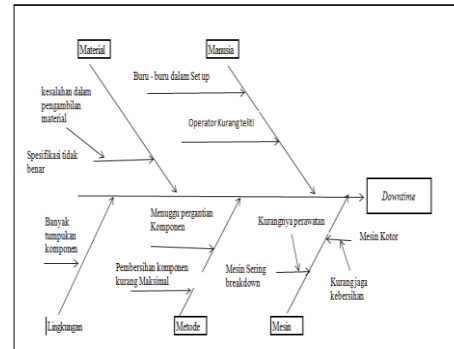 Material
Manusia
Buru - buru dalam Set up
kesalahan dalam
pengambilan
material
Operator Kurang teliti
Spesifikasi tidak
benar
Downtime
Banyak
tumpukan
komponen
Menuggu pergantian
Komponen
Kurangnya perawatan
Mesin Kotor
Pembersihan komponen
kurang Maksimal
Mesin Sering
breakdown
Kurang jaga
kebersihan
Lingkungan
Metode
Mesin